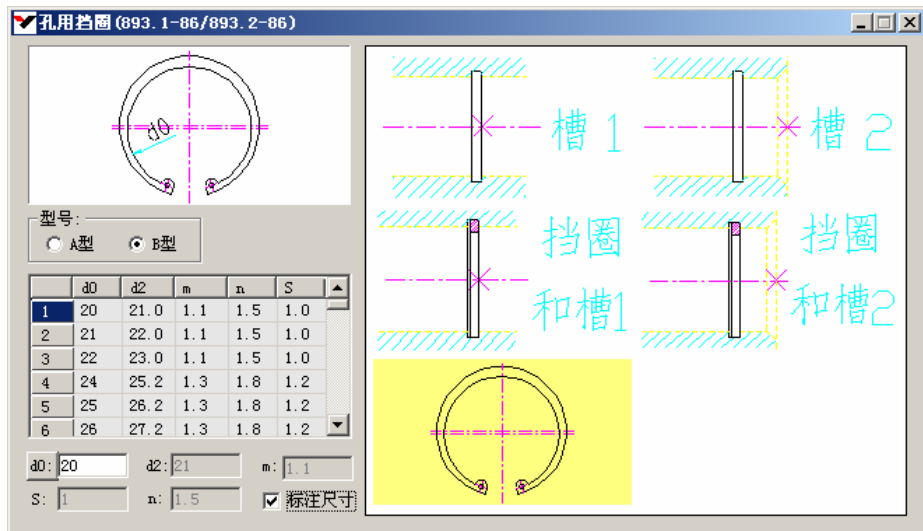 孔用挡圈(893.1-86/893.2-86)
d0
型号:
A型 B型
d0 d2 m n S
1 20 21.0 1.1 1.5 1.0
2 21 22.0 1.1 1.5 1.0
3 22 23.0 1.1 1.5 1.0
4 24 25.2 1.3 1.8 1.2
5 25 26.2 1.3 1.8 1.2
6 26 27.2 1.3 1.8 1.2
d0: 20 d2: 21 m: 1.1
S: 1 n: 1.5 标注尺寸
槽1 槽2
挡圈 挡圈
和槽1 和槽2